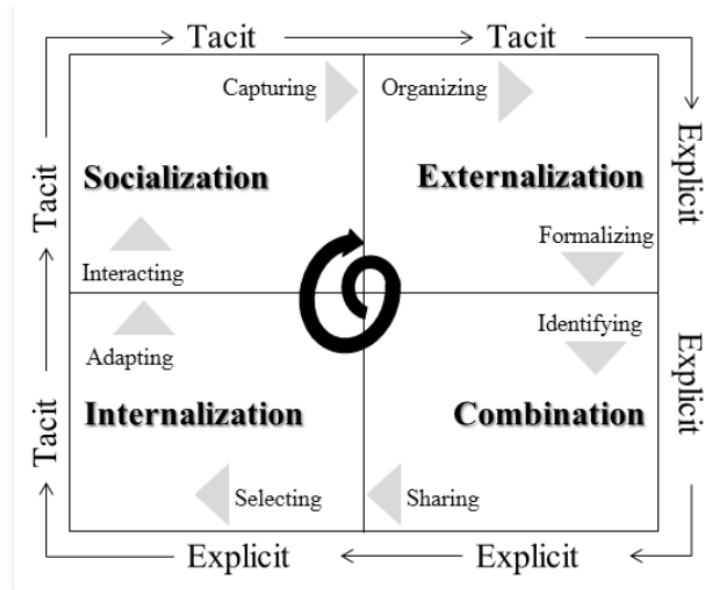 Tacit
Tacit
Capturing
Organizing
Tacit
Explicit
Socialization
Externalization
Formalizing
Interacting
Identifying
Adapting
Explicit
Tacit
Internalization
Combination
Selecting
Sharing
Explicit
Explicit